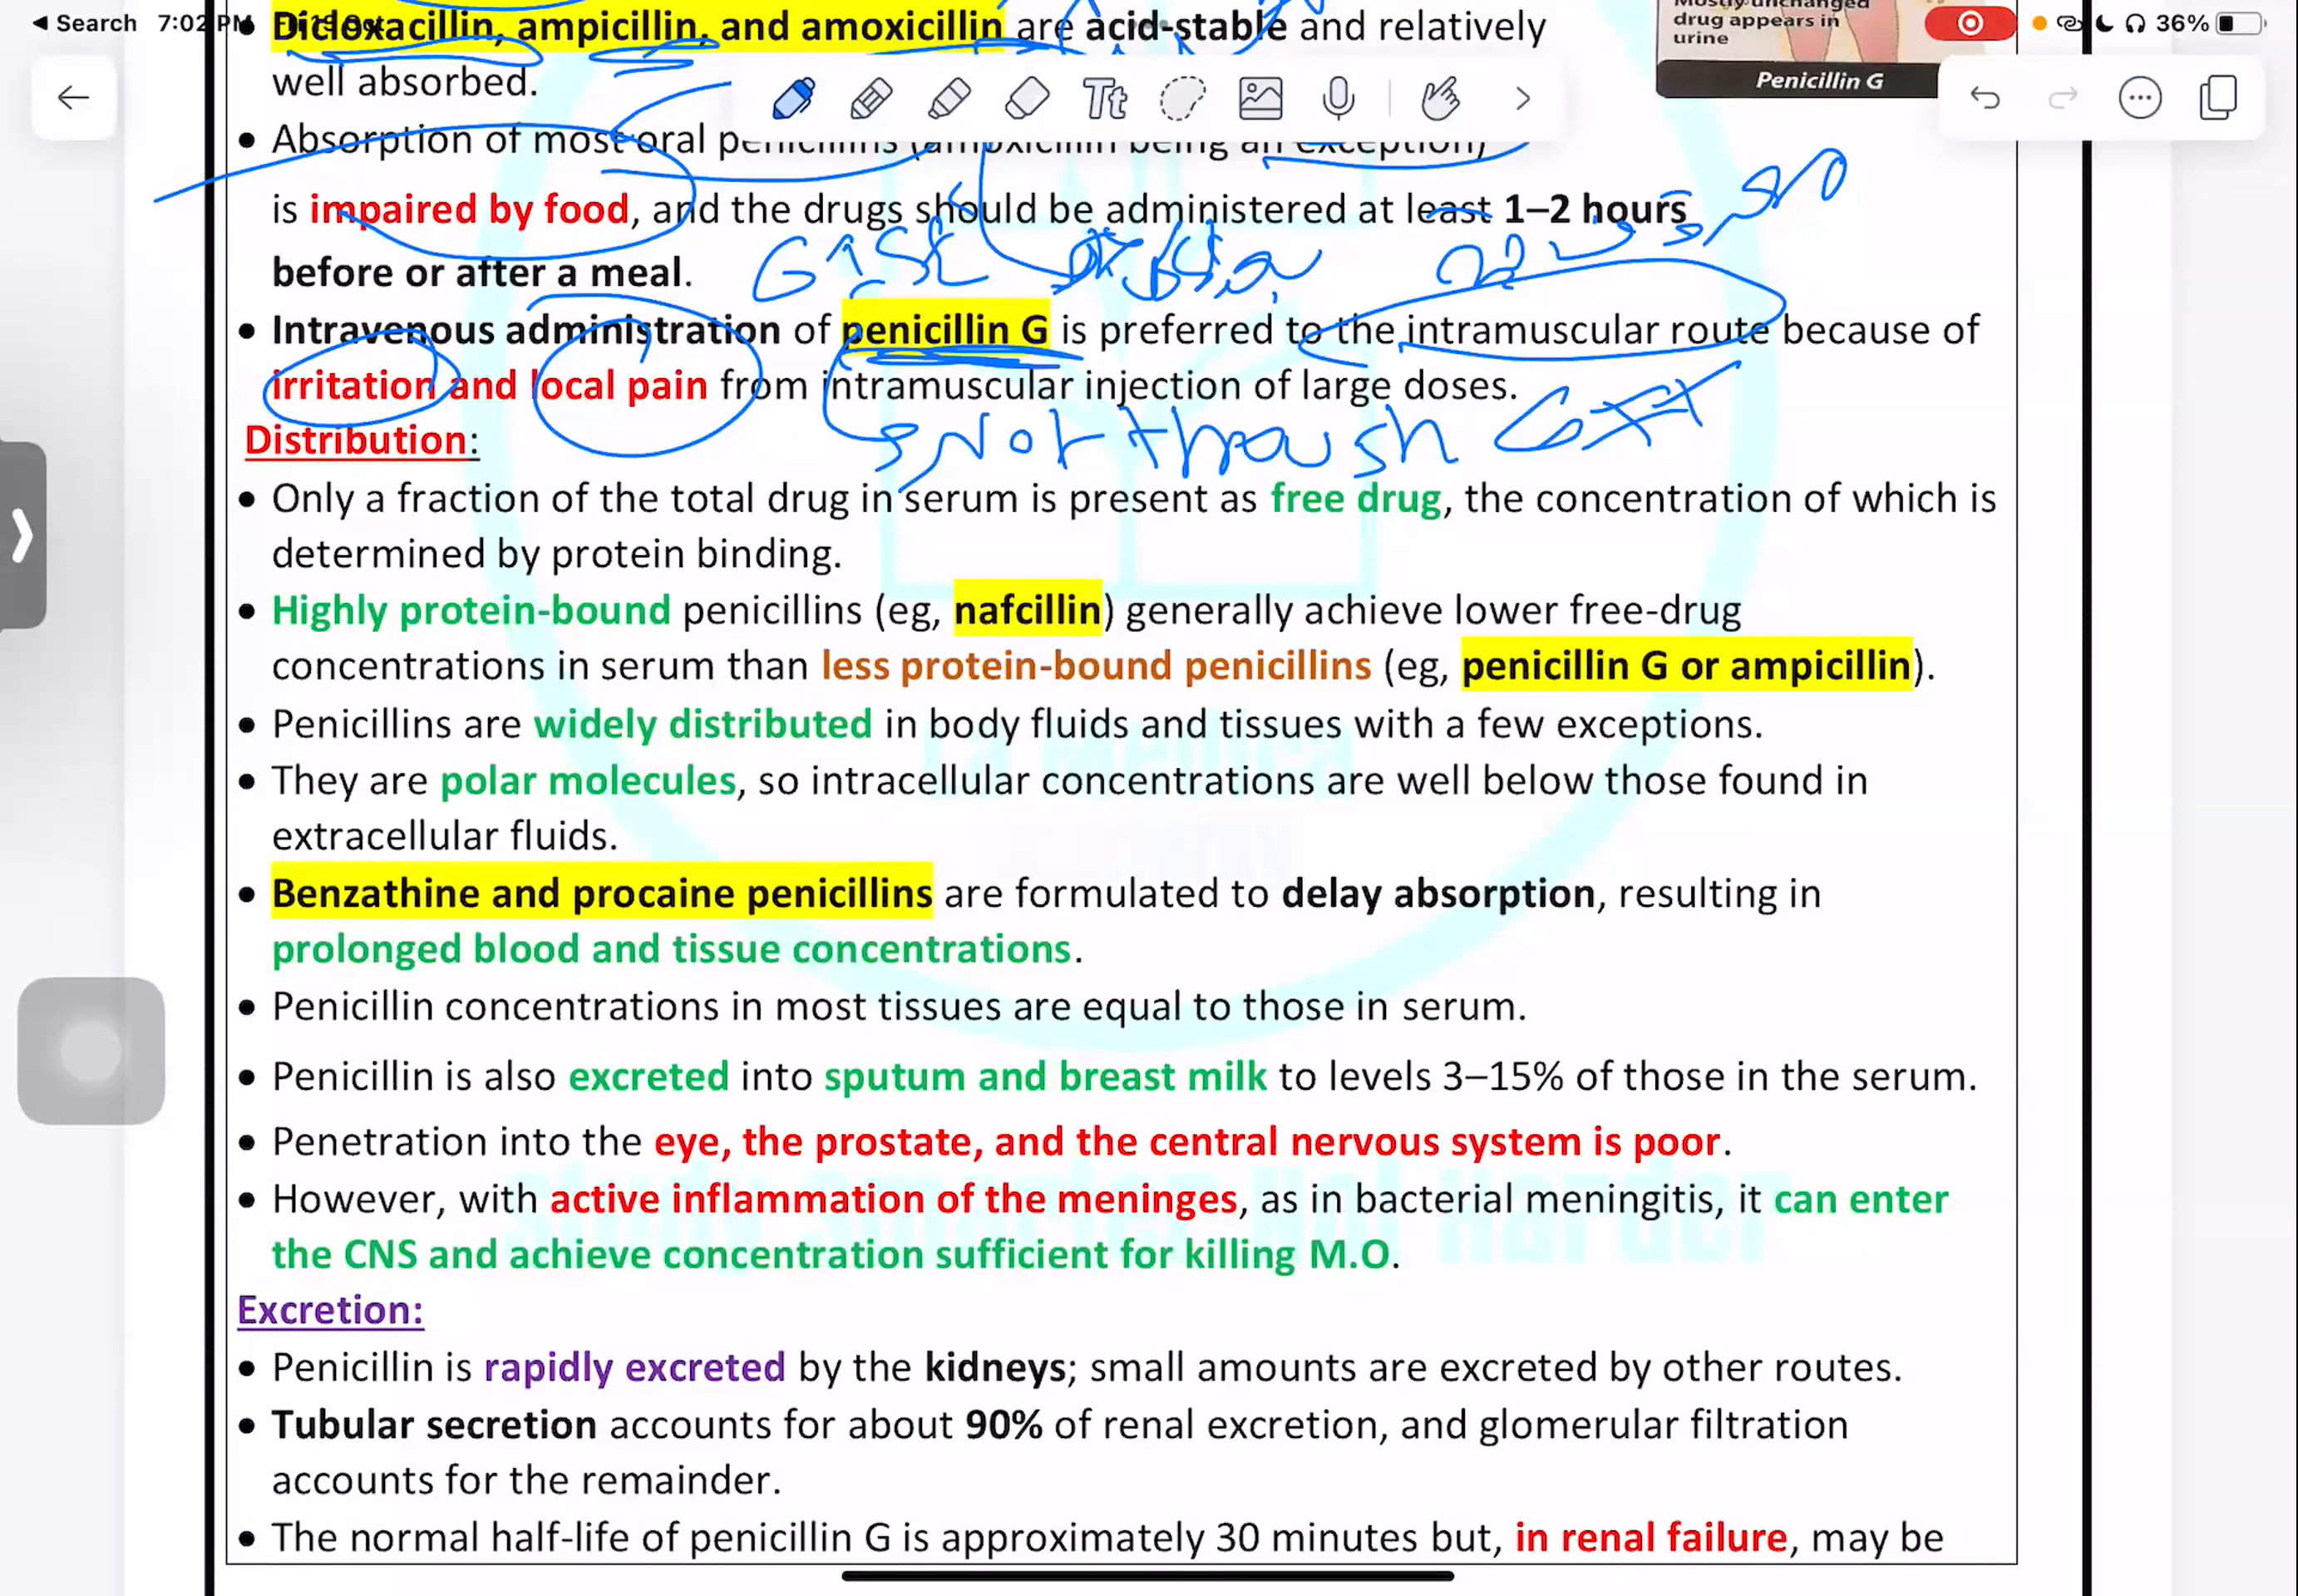 Search 7:02 PM
36%
• Dicloxacillin, ampicillin, and amoxicillin are acid-stable and relatively
well absorbed.
drug appears in
urine
Penicillin G
Tt
• Absorption of most oral penicillins (amoxicillin being an exception)
is impaired by food, and the drugs should be administered at least 1–2 hours
before or after a meal.
• Intravenous administration of penicillin G is preferred to the intramuscular route because of
irritation and local pain from intramuscular injection of large doses.
Not through GIT
Distribution:
• Only a fraction of the total drug in serum is present as free drug, the concentration of which is
determined by protein binding.
• Highly protein-bound penicillins (eg, nafcillin) generally achieve lower free-drug
concentrations in serum than less protein-bound penicillins (eg, penicillin G or ampicillin).
• Penicillins are widely distributed in body fluids and tissues with a few exceptions.
• They are polar molecules, so intracellular concentrations are well below those found in
extracellular fluids.
• Benzathine and procaine penicillins are formulated to delay absorption, resulting in
prolonged blood and tissue concentrations.
• Penicillin concentrations in most tissues are equal to those in serum.
• Penicillin is also excreted into sputum and breast milk to levels 3–15% of those in the serum.
• Penetration into the eye, the prostate, and the central nervous system is poor.
• However, with active inflammation of the meninges, as in bacterial meningitis, it can enter
the CNS and achieve concentration sufficient for killing M.O.
Excretion:
• Penicillin is rapidly excreted by the kidneys; small amounts are excreted by other routes.
• Tubular secretion accounts for about 90% of renal excretion, and glomerular filtration
accounts for the remainder.
• The normal half-life of penicillin G is approximately 30 minutes but, in renal failure, may be